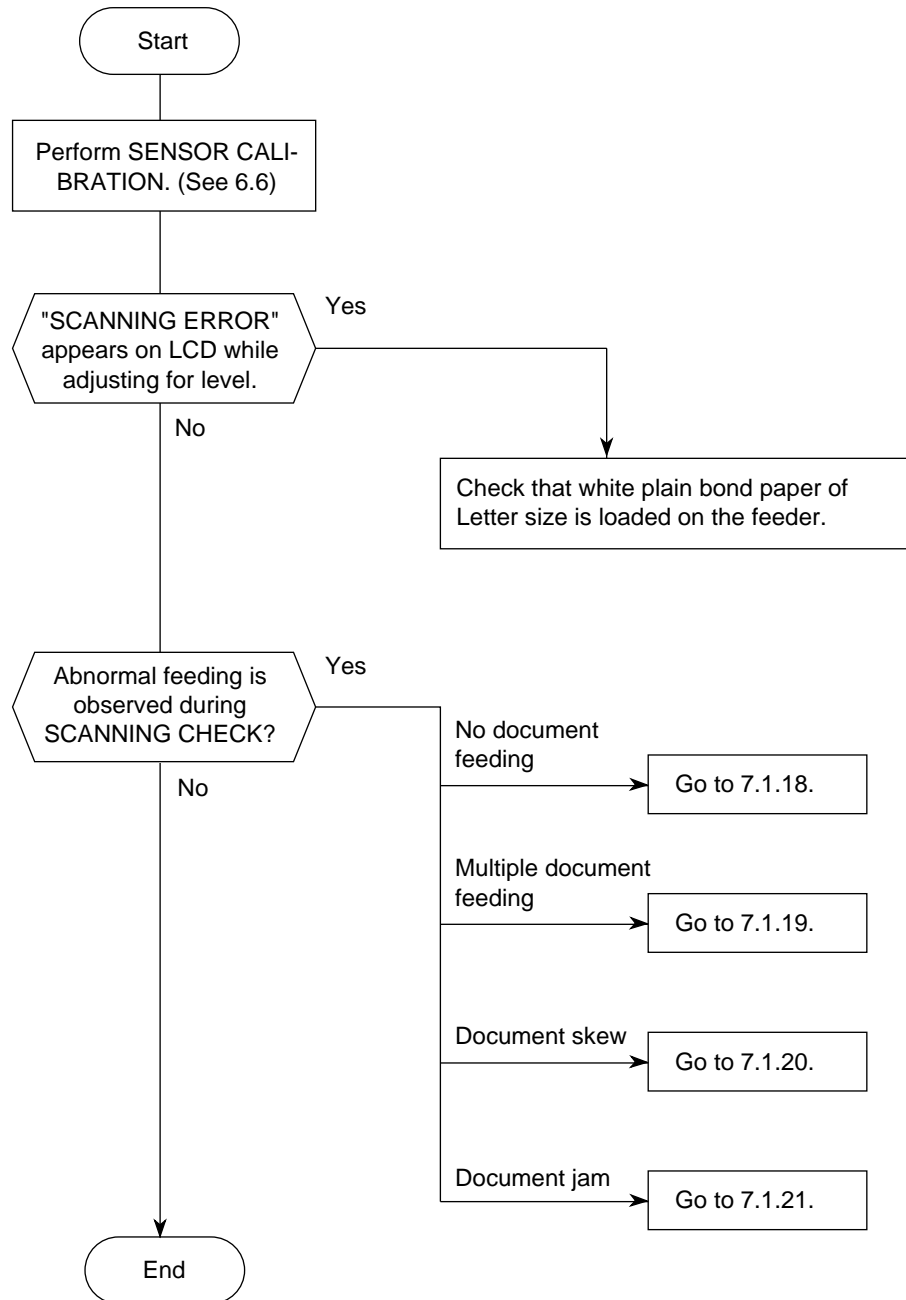 Start
Perform SENSOR CALI-
BRATION. (See 6.6)
"SCANNING ERROR"
appears on LCD while
adjusting for level.
Yes
No
Check that white plain bond paper of
Letter size is loaded on the feeder.
Abnormal feeding is
observed during
SCANNING CHECK?
Yes
No
No document
feeding
Go to 7.1.18.
Multiple document
feeding
Go to 7.1.19.
Document skew
Go to 7.1.20.
Document jam
Go to 7.1.21.
End